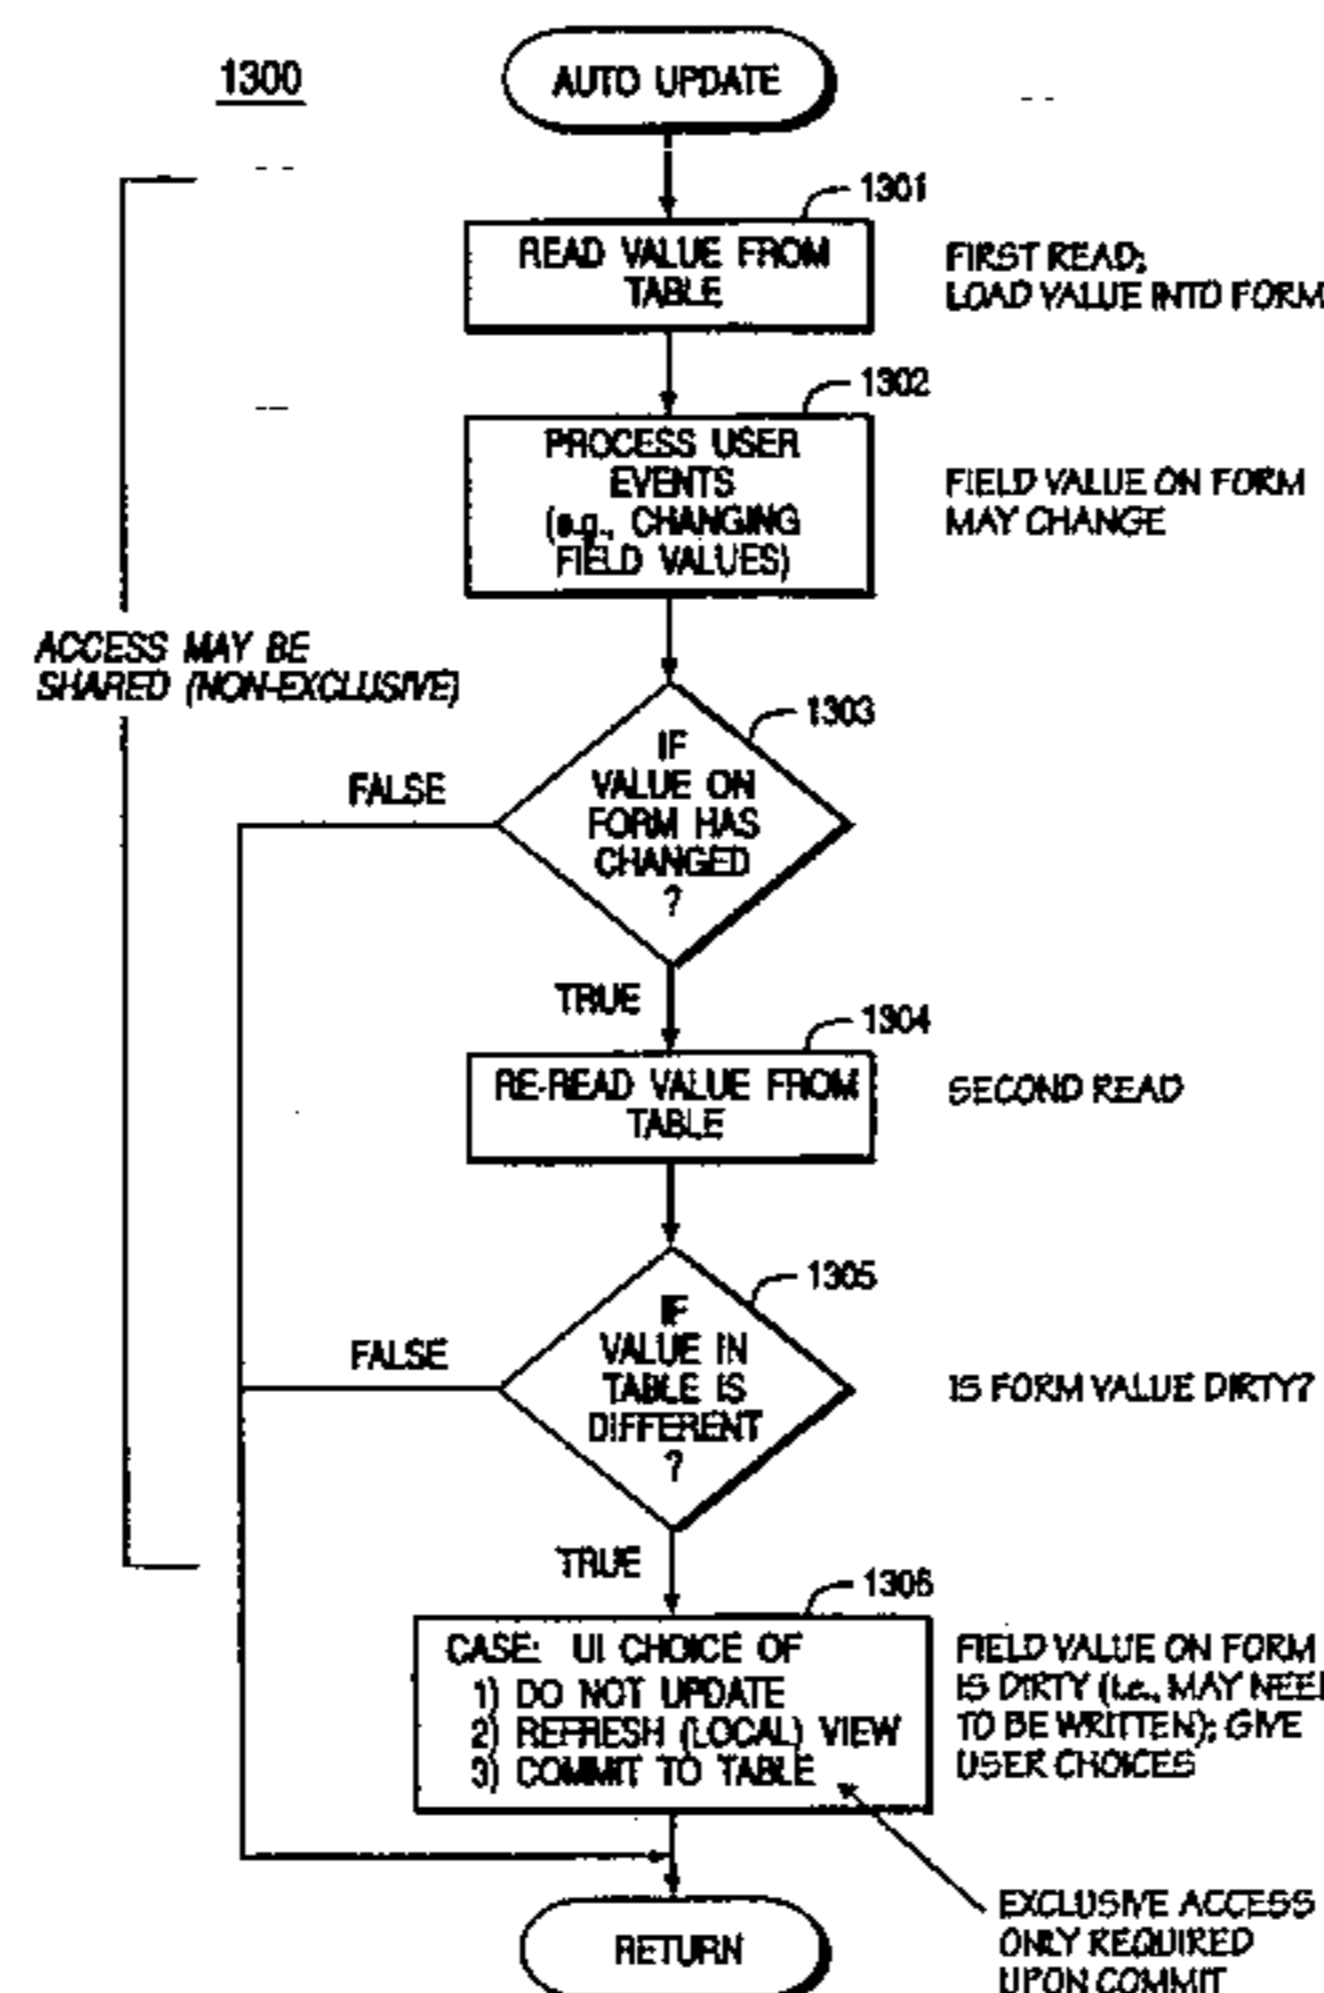 1300
AUTO UPDATE
1301
READ VALUE FROM
TABLE
FIRST READ;
LOAD VALUE INTO FORM
1302
PROCESS USER
EVENTS
(e.g., CHANGING
FIELD VALUES)
FIELD VALUE ON FORM
MAY CHANGE
ACCESS MAY BE
SHARED (NON-EXCLUSIVE)
1303
IF
VALUE ON
FORM HAS
CHANGED
?
FALSE
TRUE
1304
RE-READ VALUE FROM
TABLE
SECOND READ
1305
IF
VALUE IN
TABLE IS
DIFFERENT
?
FALSE
IS FORM VALUE DIRTY?
TRUE
1306
CASE: UI CHOICE OF
1) DO NOT UPDATE
2) REFRESH (LOCAL) VIEW
3) COMMIT TO TABLE
FIELD VALUE ON FORM
IS DIRTY (i.e., MAY NEED
TO BE WRITTEN); GIVE
USER CHOICES
EXCLUSIVE ACCESS
ONLY REQUIRED
UPON COMMIT
RETURN